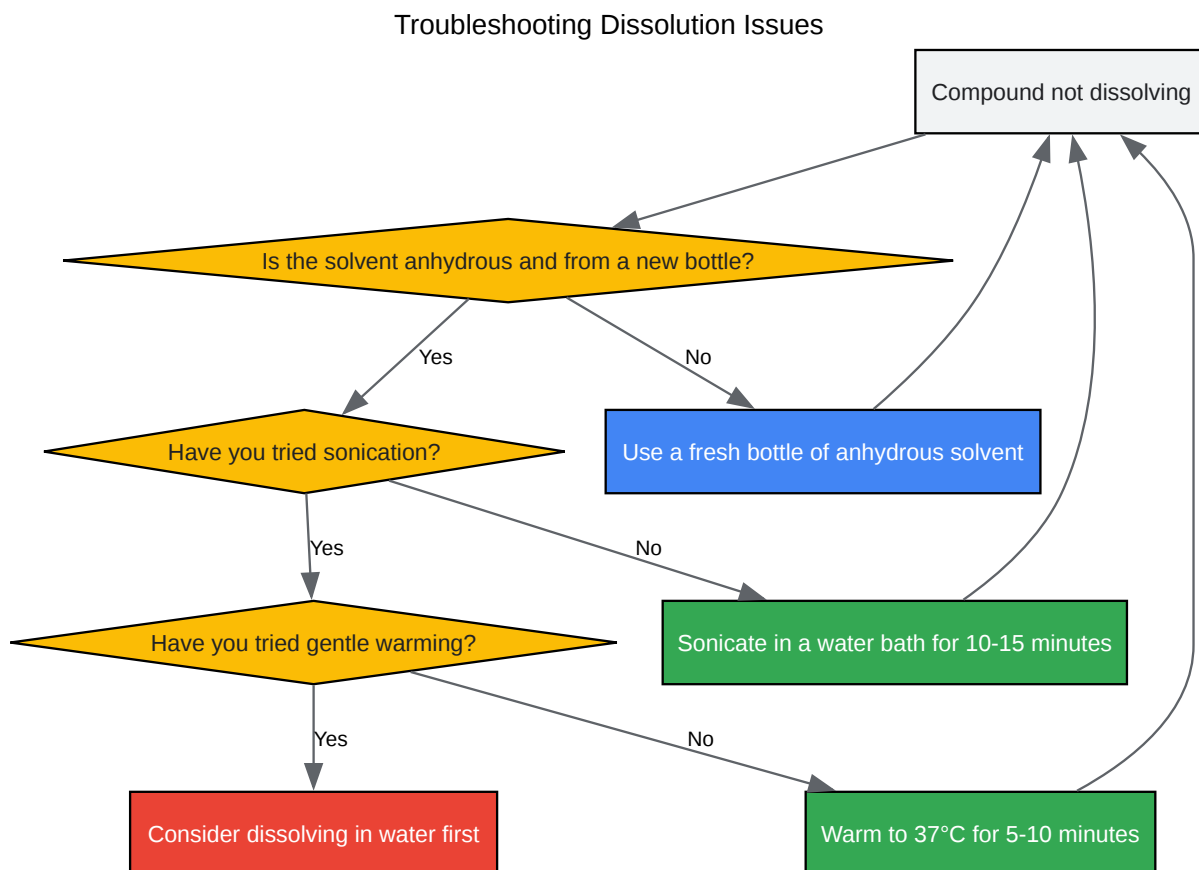 Troubleshooting Dissolution Issues
Compound not dissolving
Is the solvent anhydrous and from a new bottle?
Yes
No
Have you tried sonication?
Use a fresh bottle of anhydrous solvent
Yes
No
Have you tried gentle warming?
Sonicate in a water bath for 10-15 minutes
Yes
No
Consider dissolving in water first
Warm to 37°C for 5-10 minutes